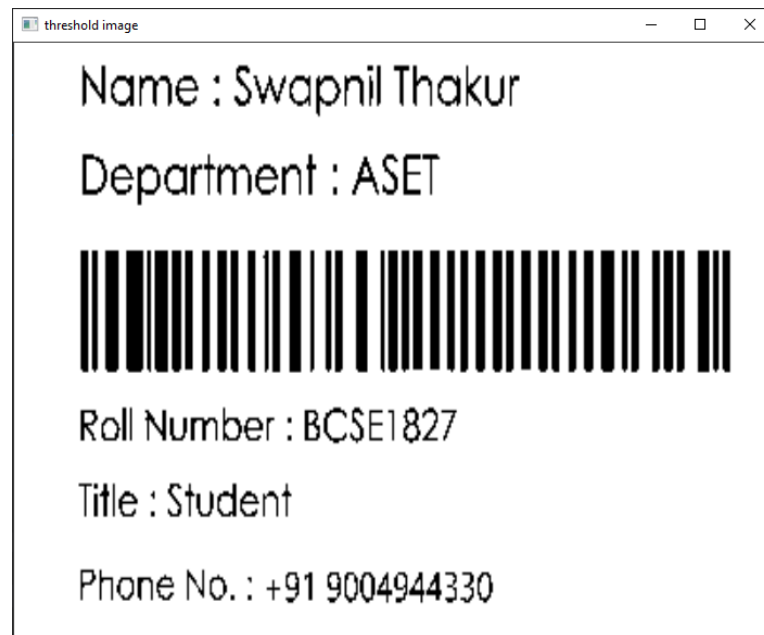 threshold image
Name : Swapnil Thakur
Department : ASET
Roll Number : BCSE1827
Title : Student
Phone No. : +91 9004944330